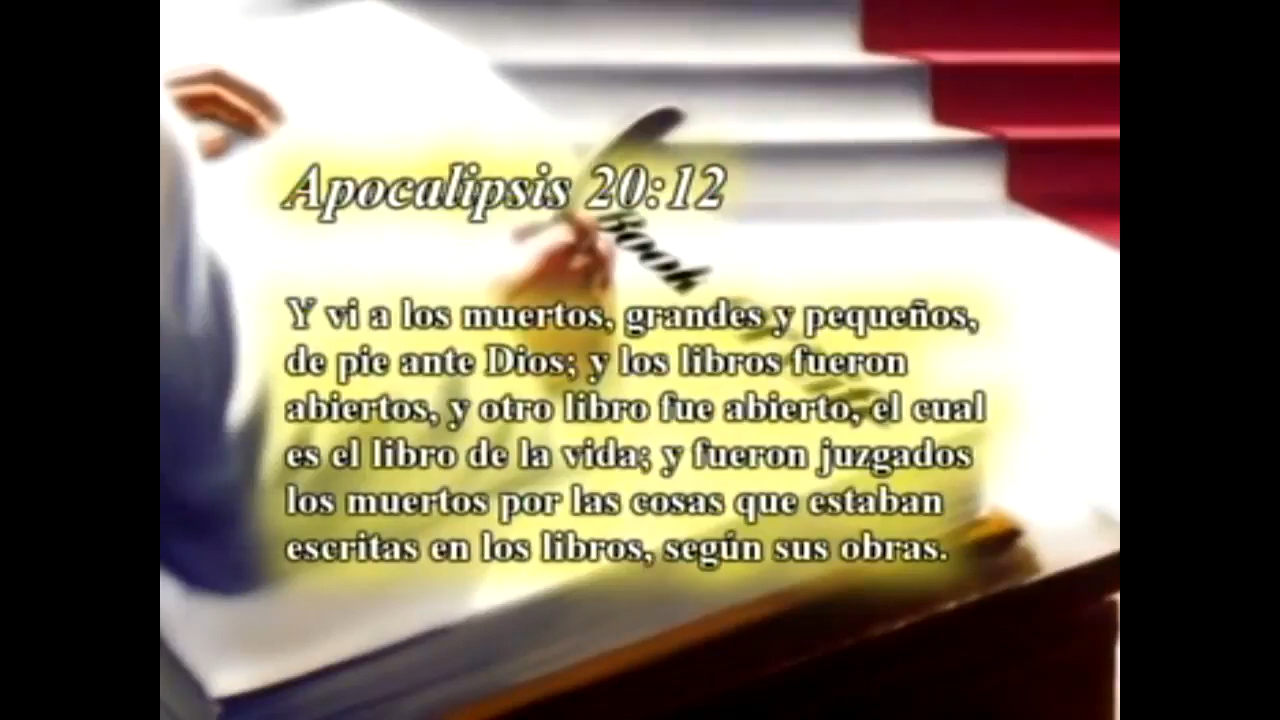 Apocalipsis 20:12
Book
Y vi a los muertos, grandes y pequeños,
de pie ante Dios; y los libros fueron
abiertos, y otro libro fue abierto, el cual
es el libro de la vida; y fueron juzgados
los muertos por las cosas que estaban
escritas en los libros, según sus obras.